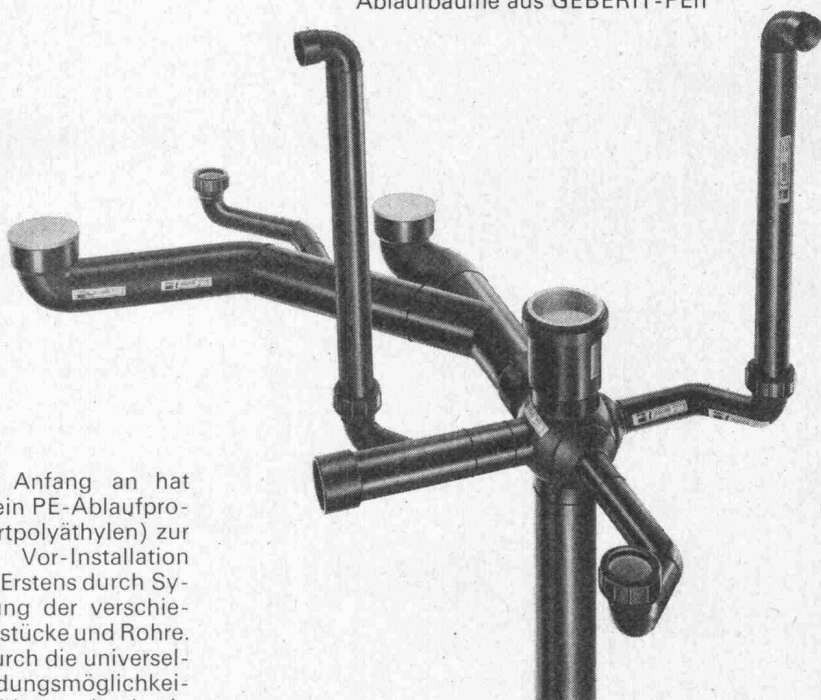 Ablaufbäume aus GEBERIT-PEh
Anfang an hat
ein PE-Ablaufpro-
rtpolyäthylen) zur
Vor-Installation
Erstens durch Sy-
ung der verschie-
stücke und Rohre.
urch die universel-
dungsmöglichkei-